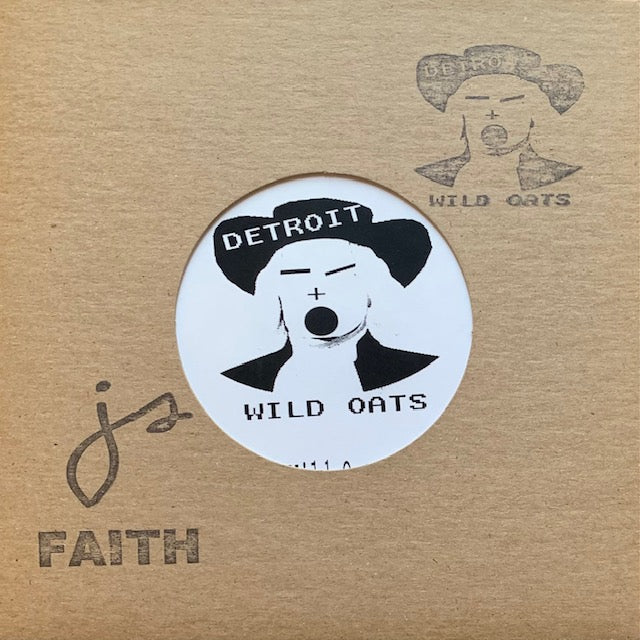 DETROIT
WILD OATS
DETROIT
WILD OATS
js
FAITH